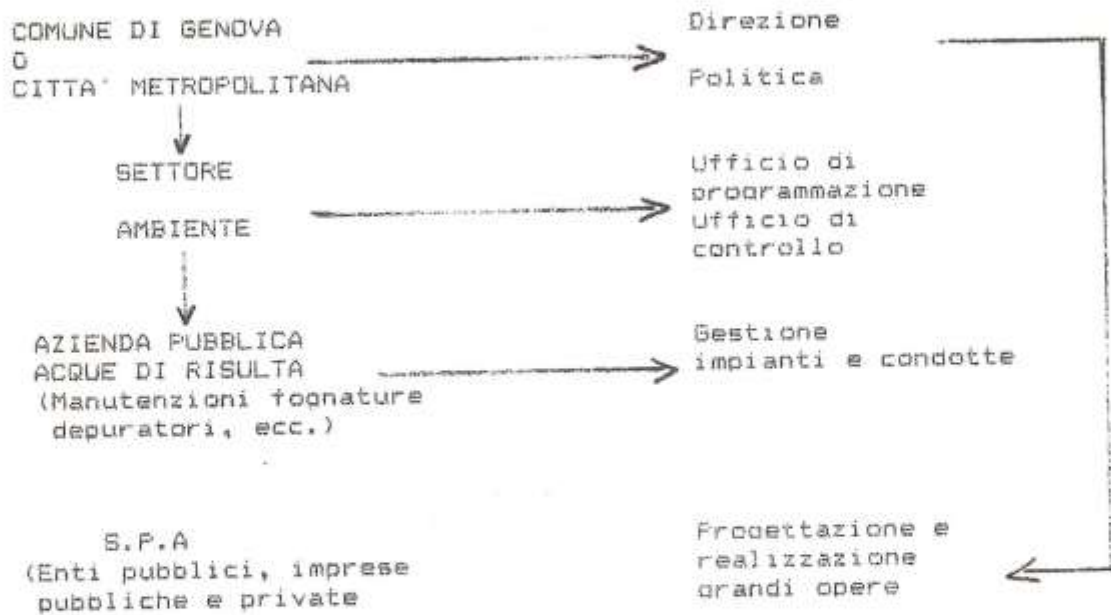 COMUNE DI GENOVA
O
CITTA' METROPOLITANA
Direzione
Politica
SETTORE
AMBIENTE
Ufficio di
programmazione
Ufficio di
controllo
AZIENDA PUBBLICA
ACQUE DI RISULTA
(Manutenzioni fognature
depuratori, ecc.)
Gestione
impianti e condotte
S.P.A
(Enti pubblici, imprese
pubbliche e private
Progettazione e
realizzazione
grandi opere